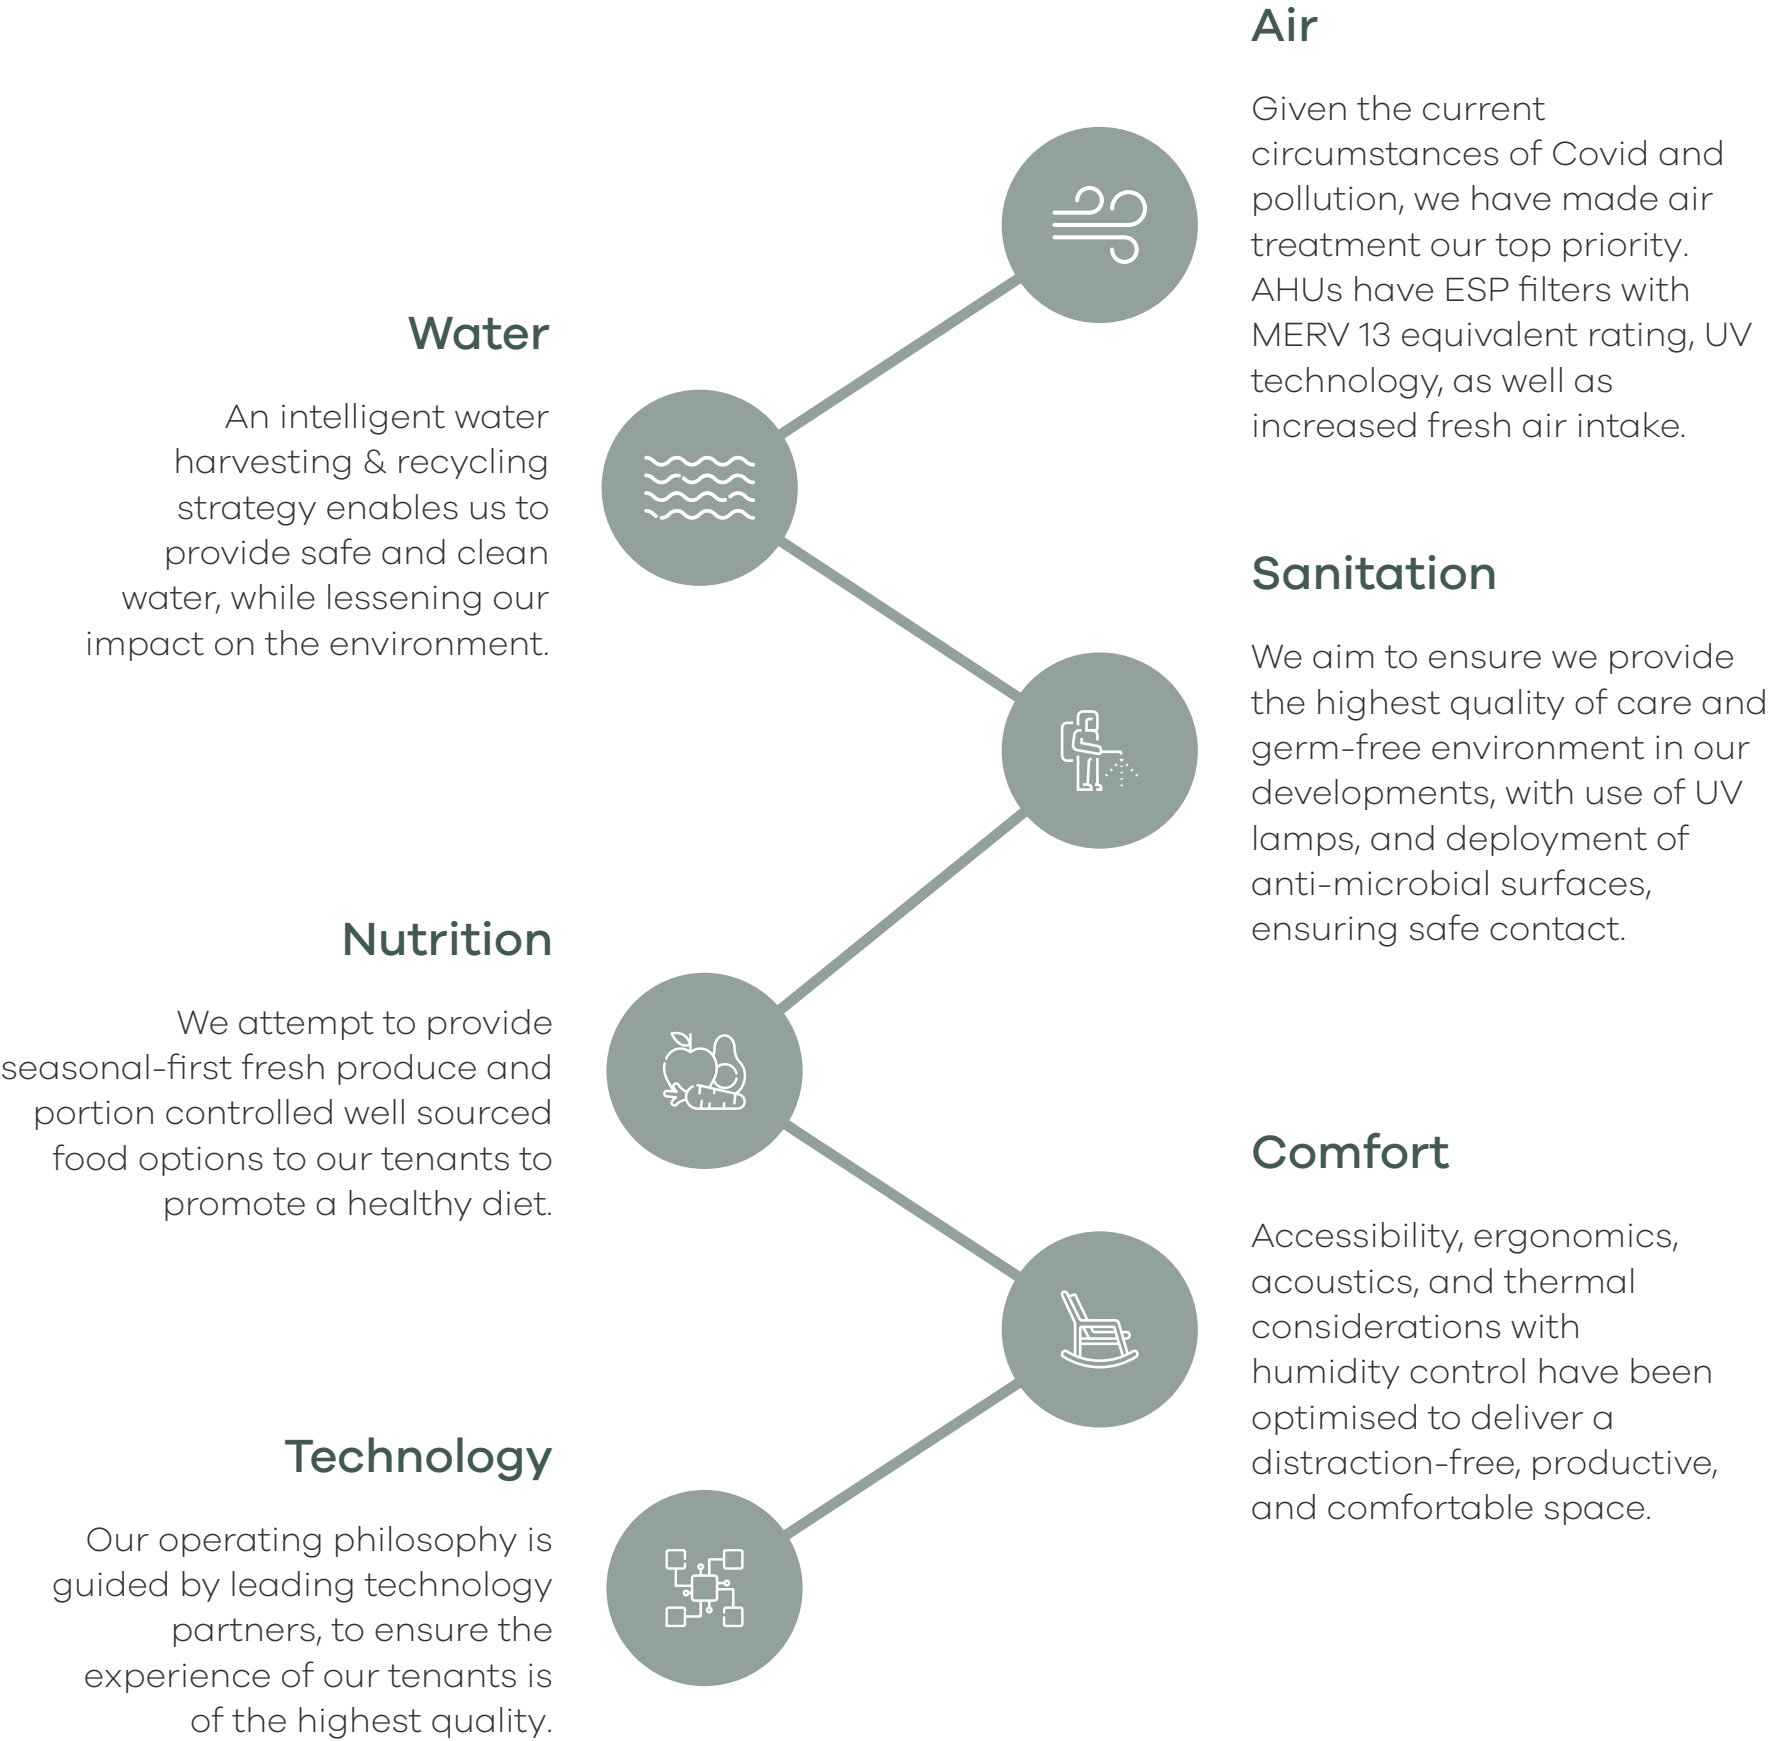 Air
Given the current
circumstances of Covid and
pollution, we have made air
treatment our top priority.
AHUs have ESP filters with
MERV 13 equivalent rating, UV
technology, as well as
increased fresh air intake.
Water
An intelligent water
harvesting & recycling
strategy enables us to
provide safe and clean
water, while lessening our
impact on the environment.
Sanitation
We aim to ensure we provide
the highest quality of care and
germ-free environment in our
developments, with use of UV
lamps, and deployment of
anti-microbial surfaces,
ensuring safe contact.
Nutrition
We attempt to provide
seasonal-first fresh produce and
portion controlled well sourced
food options to our tenants to
promote a healthy diet.
Comfort
Accessibility, ergonomics,
acoustics, and thermal
considerations with
humidity control have been
optimised to deliver a
distraction-free, productive,
and comfortable space.
Technology
Our operating philosophy is
guided by leading technology
partners, to ensure the
experience of our tenants is
of the highest quality.